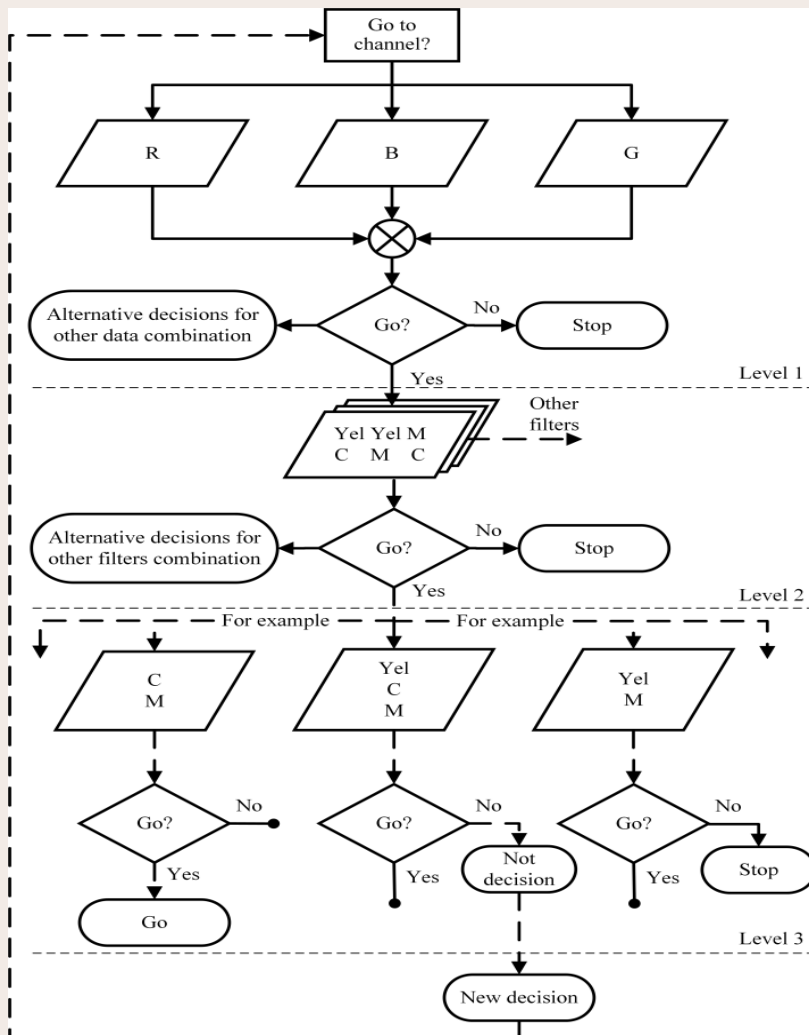 Go to
channel?
R
B
G
Alternative decisions for
other data combination
Go?
No
Stop
Yes
Level 1
Yel Yel M
C M C
Other
filters
Alternative decisions for
other filters combination
Go?
No
Stop
Yes
Level 2
For example
For example
C
M
Yel
C
M
Yel
M
Go?
No
Yes
Go
Go?
No
Yes
Not
decision
Go?
No
Yes
Stop
Level 3
New decision